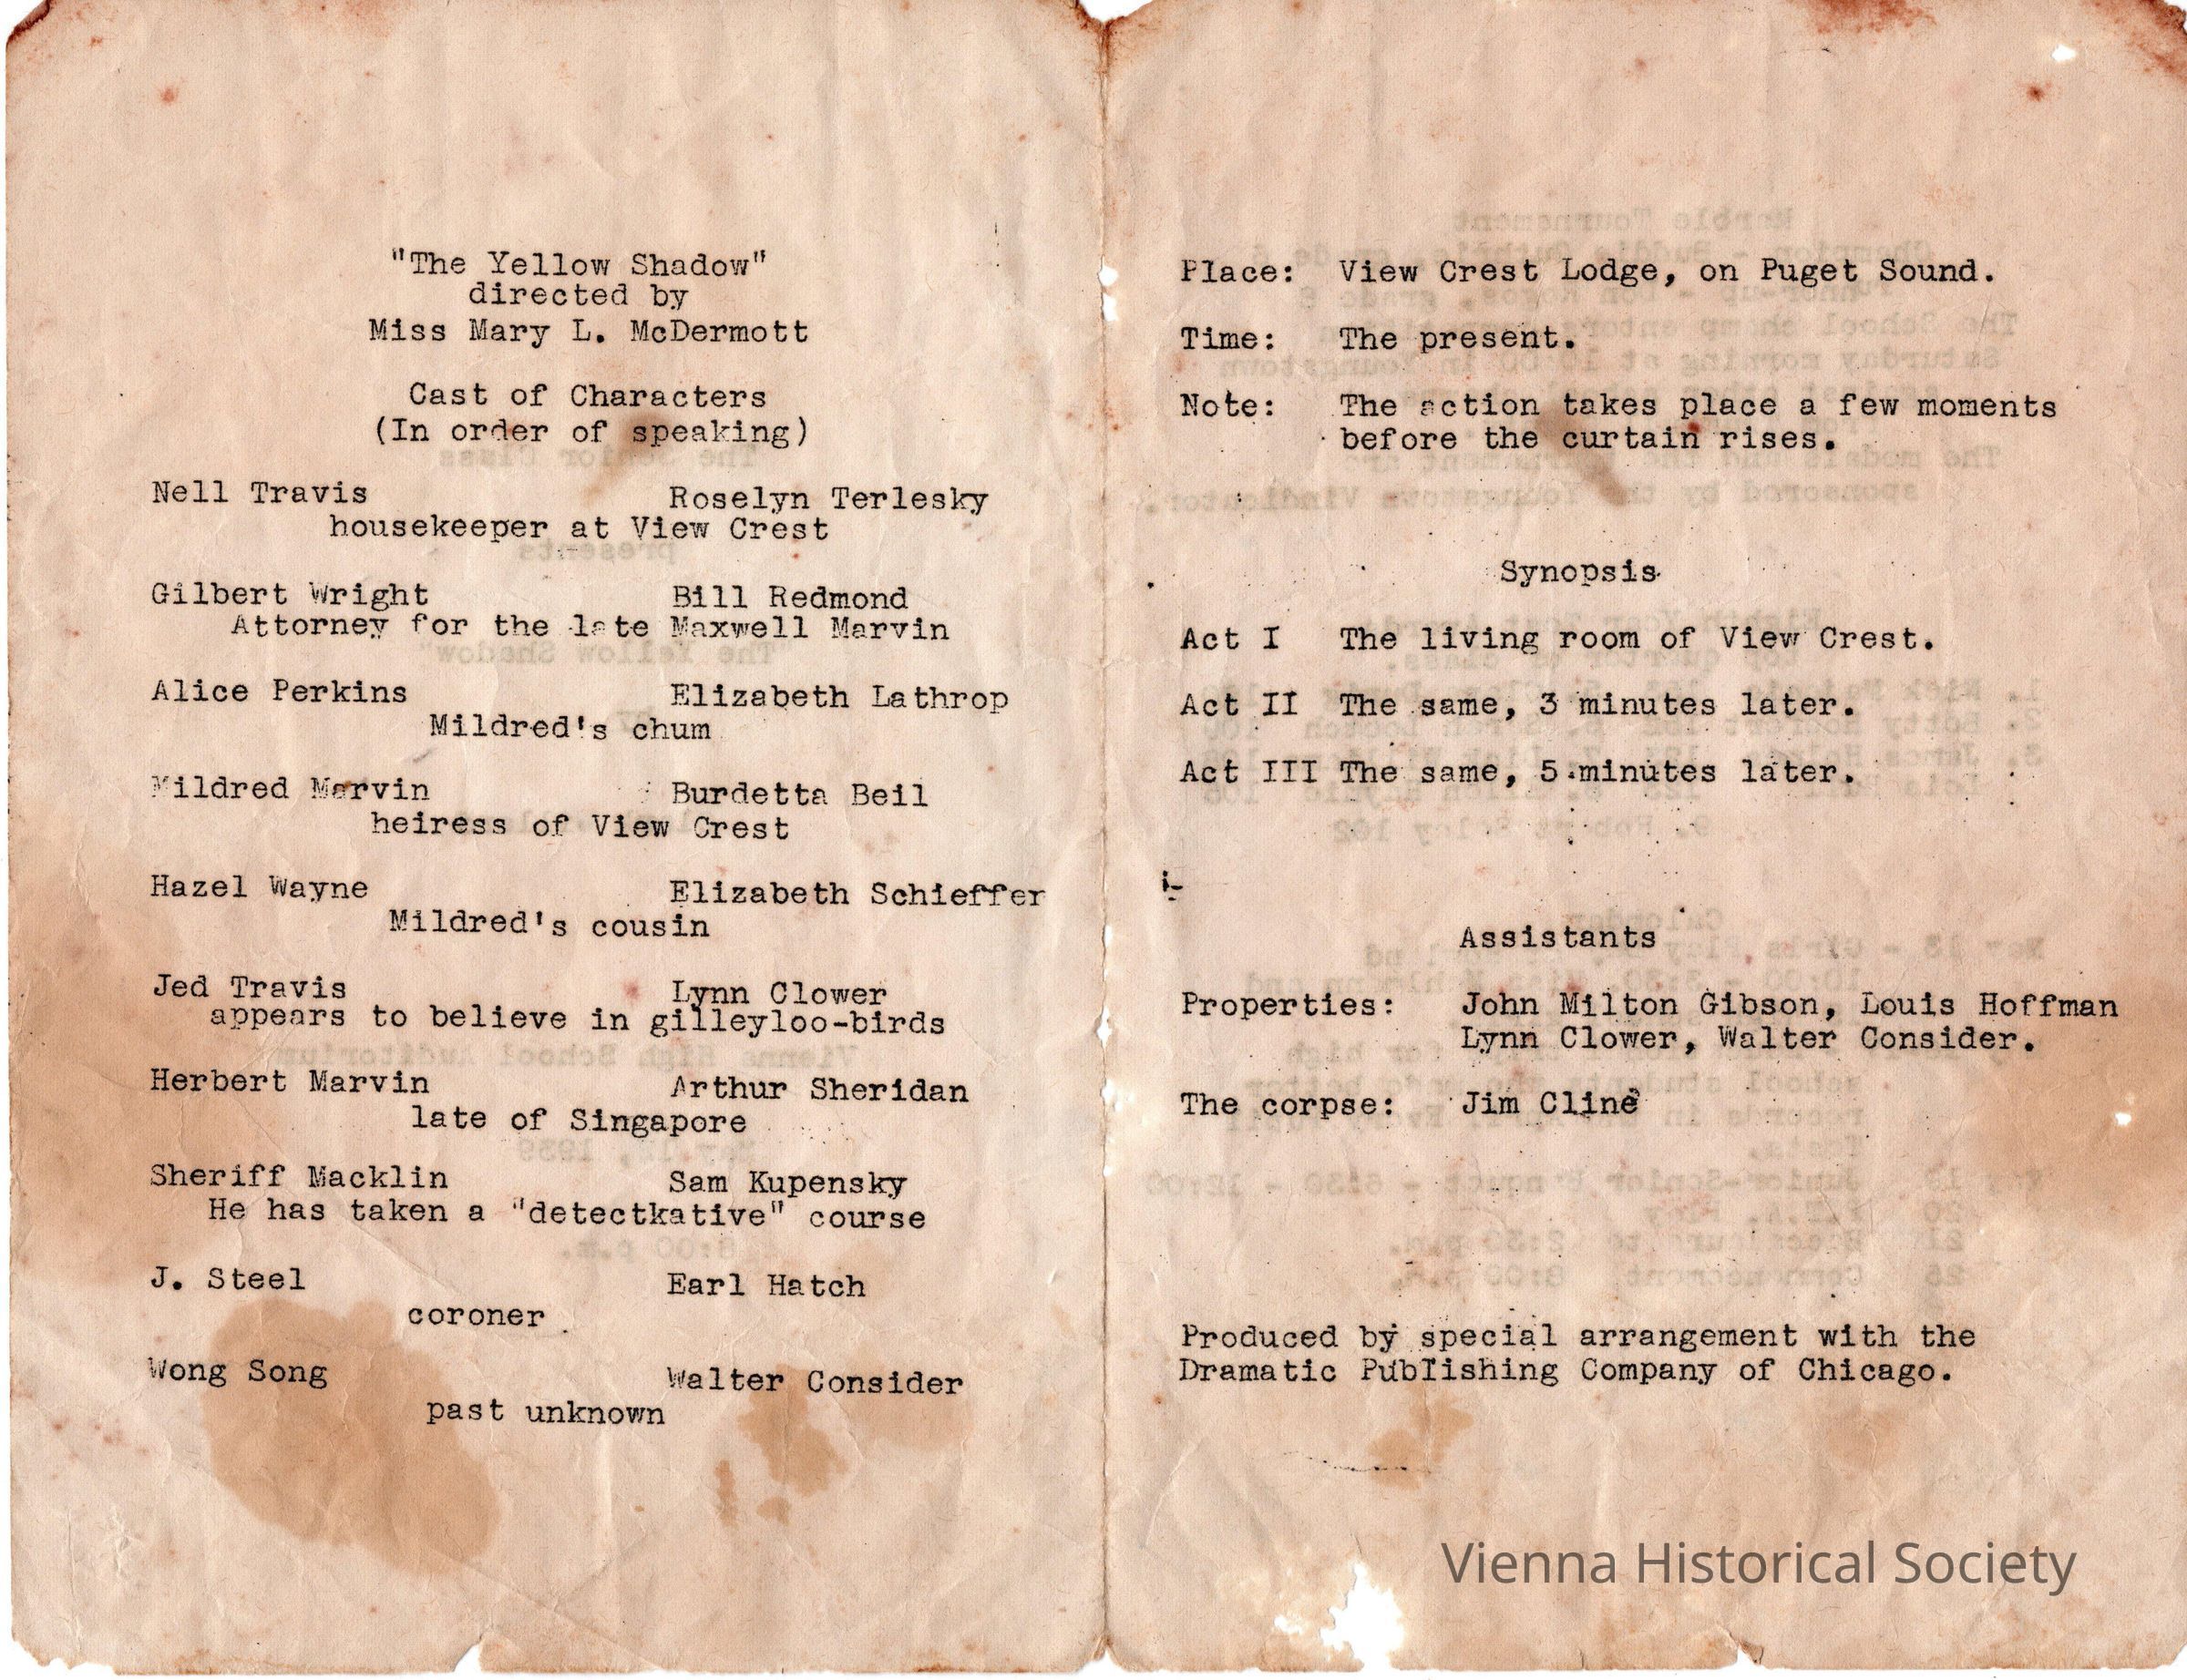 "The Yellow Shadow"
directed by
Miss Mary L. McDermott
Cast of Characters
(In order of speaking)
Nell Travis Roselyn Terlesky
housekeeper at View Crest
Gilbert Wright Bill Redmond
Attorney for the late Maxwell Marvin
Alice Perkins Elizabeth Lathrop
Mildred's chum
Mildred Marvin Burdetta Beil
heiress of View Crest
Hazel Wayne Elizabeth Schieffer
Mildred's cousin
Jed Travis Lynn Clower
appears to believe in gilleyloo-birds
Herbert Marvin Arthur Sheridan
late of Singapore
Sheriff Macklin Sam Kupensky
He has taken a "detectkative" course
J. Steel Earl Hatch
coroner
Wong Song Walter Consider
past unknown
Place: View Crest Lodge, on Puget Sound.
Time: The present.
Note: The action takes place a few moments
before the curtain rises.
Synopsis
Act I The living room of View Crest.
Act II The same, 3 minutes later.
Act III The same, 5 minutes later.
Assistants
Properties: John Milton Gibson, Louis Hoffman
Lynn Clower, Walter Consider.
The corpse: Jim Cline
Produced by special arrangement with the
Dramatic Publishing Company of Chicago.
Vienna Historical Society